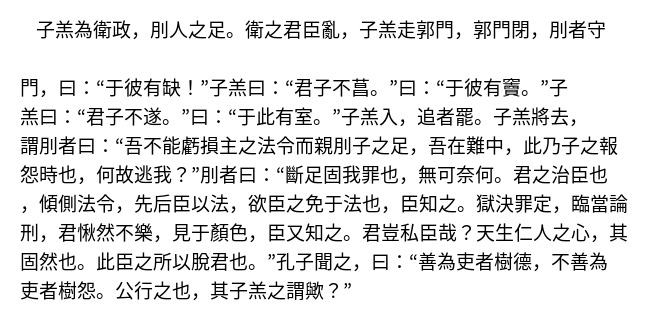 子羔為衛政，刖人之足。衛之君臣亂，子羔走郭門，郭門閉，刖者守
門，曰：“于彼有缺！”子羔曰：“君子不菖。”曰：“于彼有竇。”子
羔曰：“君子不遂。”曰：“于此有室。”子羔入，追者罷。子羔將去，
謂刖者曰：“吾不能虧損主之法令而親刖子之足，吾在難中，此乃子之報
怨時也，何故逃我？”刖者曰：“斷足固我罪也，無可奈何。君之治臣也
，傾側法令，先后臣以法，欲臣之免于法也，臣知之。獄決罪定，臨當論
刑，君愀然不樂，見于顏色，臣又知之。君豈私臣哉？天生仁人之心，其
固然也。此臣之所以脫君也。”孔子聞之，曰：“善為吏者樹德，不善為
吏者樹怨。公行之也，其子羔之謂歟？”